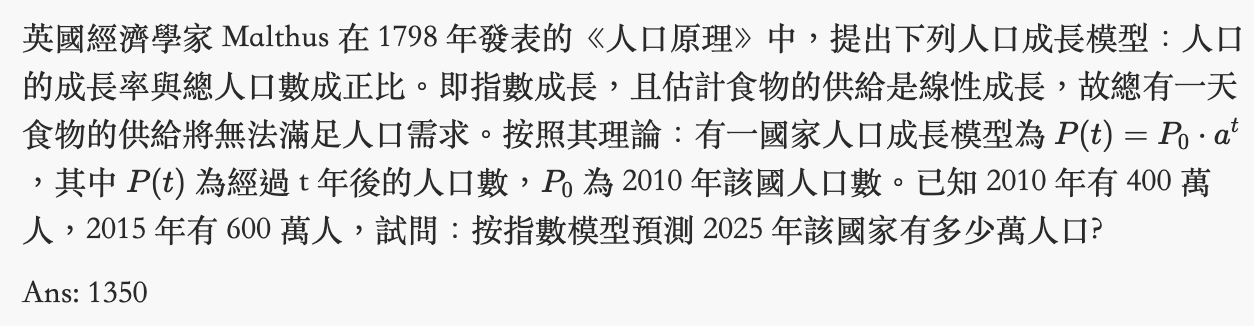 英國經濟學家 Malthus 在 1798 年發表的《人口原理》中，提出下列人口成長模型：人口
的成長率與總人口數成正比。即指數成長，且估計食物的供給是線性成長，故總有一天
食物的供給將無法滿足人口需求。按照其理論：有一國家人口成長模型為 P(t) = P₀ · aᵗ
，其中 P(t) 為經過 t 年後的人口數，P₀ 為 2010 年該國人口數。已知 2010 年有 400 萬
人，2015 年有 600 萬人，試問：按指數模型預測 2025 年該國家有多少萬人口?
Ans: 1350